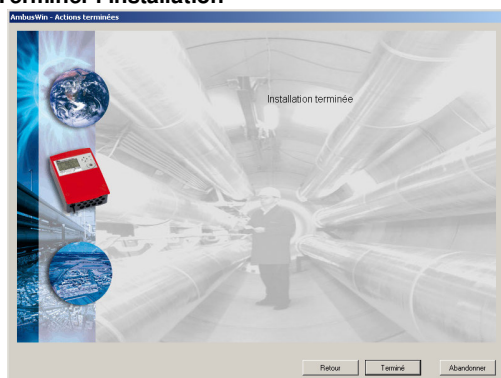 Terminer l'installation
AmbusWin - Actions terminées
Installation terminée
Retour
Terminé
Abandonner